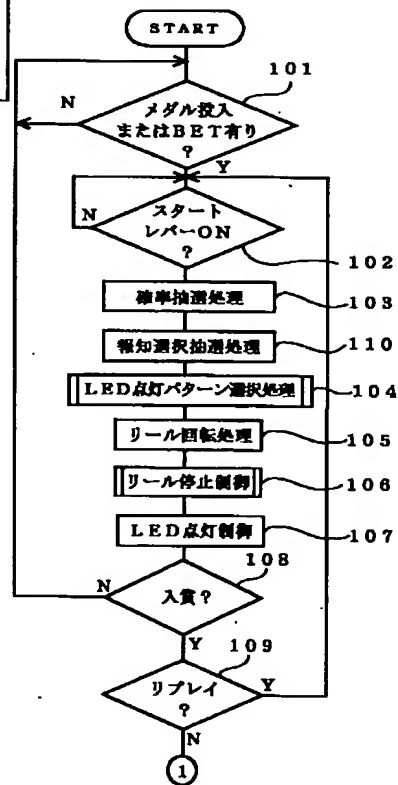 START
101
N
メダル投入
またはBET有り
?
Y
N
スタート
レバーON
?
102
確率抽選処理
103
報知選択抽選処理
110
LED点灯パターン選択処理
104
リール回転処理
105
リール停止制御
106
LED点灯制御
107
108
N
入賞?
Y
109
リプレイ
?
Y
N
1